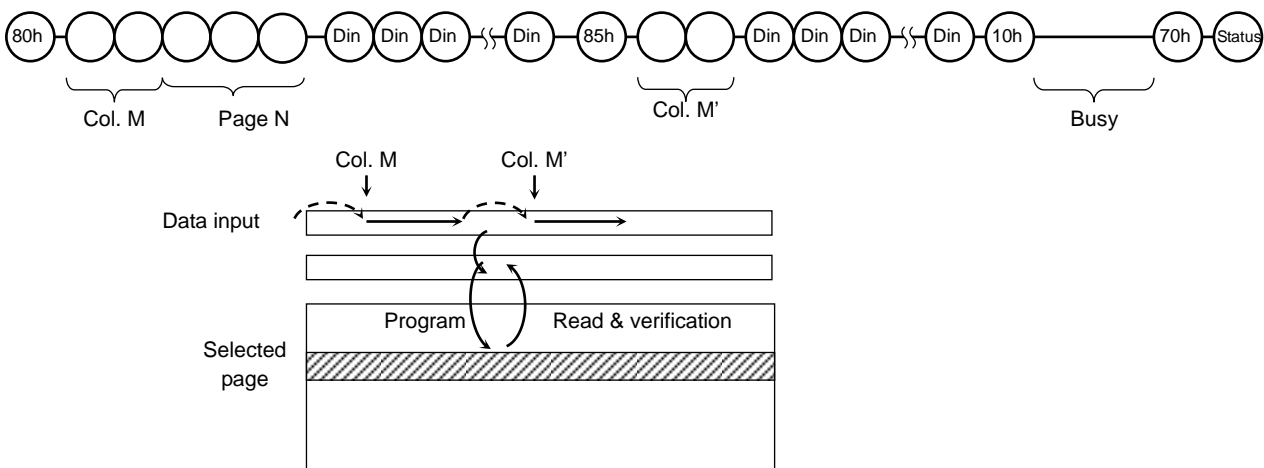 80h Din Din Din Din 85h Din Din Din Din 10h 70h Status
Col. M Page N Col. M’ Busy
Col. M Col. M’
Data input
Program Read & verification
Selected
page